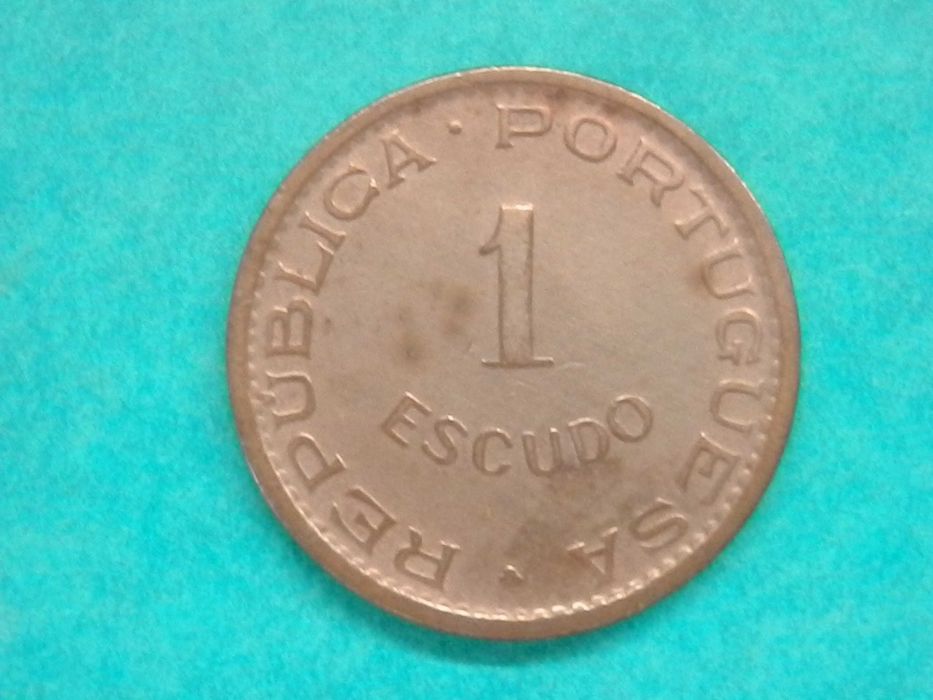 REPÚBLICA · PORTUGUESA ·
1
ESCUDO